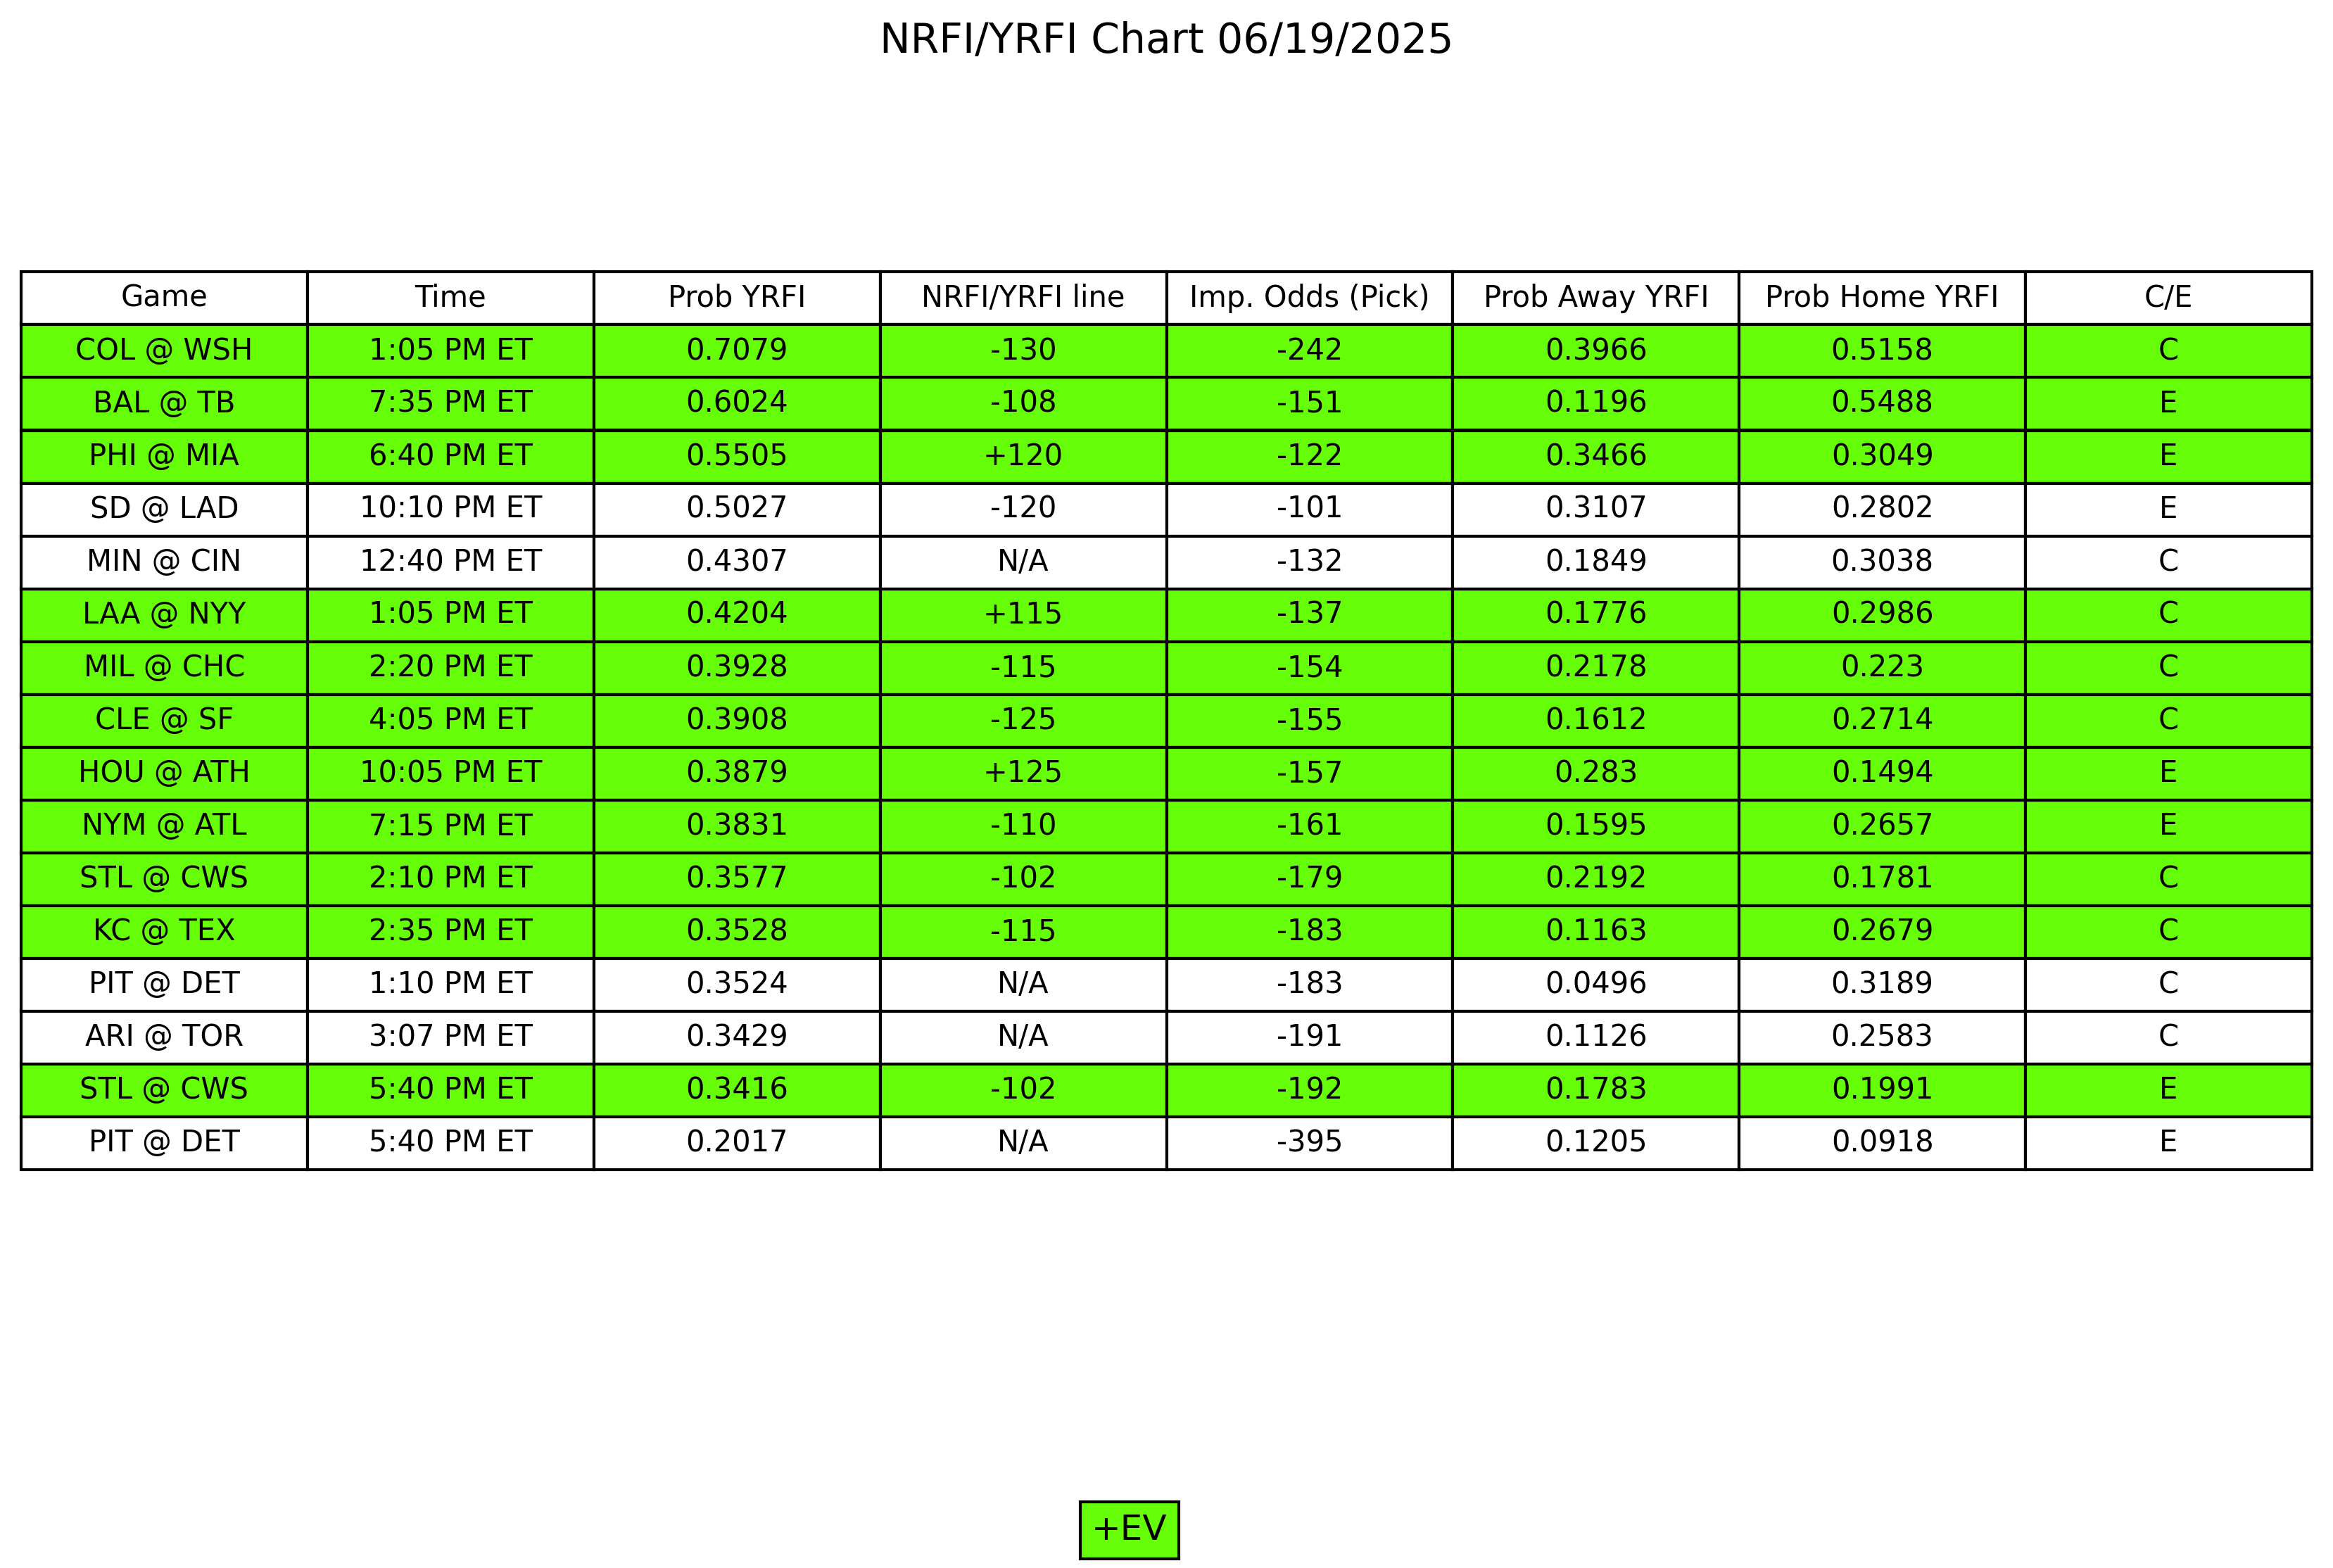 NRFI/YRFI Chart 06/19/2025
Game Time Prob YRFI NRFI/YRFI line Imp. Odds (Pick) Prob Away YRFI Prob Home YRFI C/E
COL @ WSH 1:05 PM ET 0.7079 -130 -242 0.3966 0.5158 C
BAL @ TB 7:35 PM ET 0.6024 -108 -151 0.1196 0.5488 E
PHI @ MIA 6:40 PM ET 0.5505 +120 -122 0.3466 0.3049 E
SD @ LAD 10:10 PM ET 0.5027 -120 -101 0.3107 0.2802 E
MIN @ CIN 12:40 PM ET 0.4307 N/A -132 0.1849 0.3038 C
LAA @ NYY 1:05 PM ET 0.4204 +115 -137 0.1776 0.2986 C
MIL @ CHC 2:20 PM ET 0.3928 -115 -154 0.2178 0.223 C
CLE @ SF 4:05 PM ET 0.3908 -125 -155 0.1612 0.2714 C
HOU @ ATH 10:05 PM ET 0.3879 +125 -157 0.283 0.1494 E
NYM @ ATL 7:15 PM ET 0.3831 -110 -161 0.1595 0.2657 E
STL @ CWS 2:10 PM ET 0.3577 -102 -179 0.2192 0.1781 C
KC @ TEX 2:35 PM ET 0.3528 -115 -183 0.1163 0.2679 C
PIT @ DET 1:10 PM ET 0.3524 N/A -183 0.0496 0.3189 C
ARI @ TOR 3:07 PM ET 0.3429 N/A -191 0.1126 0.2583 C
STL @ CWS 5:40 PM ET 0.3416 -102 -192 0.1783 0.1991 E
PIT @ DET 5:40 PM ET 0.2017 N/A -395 0.1205 0.0918 E
+EV